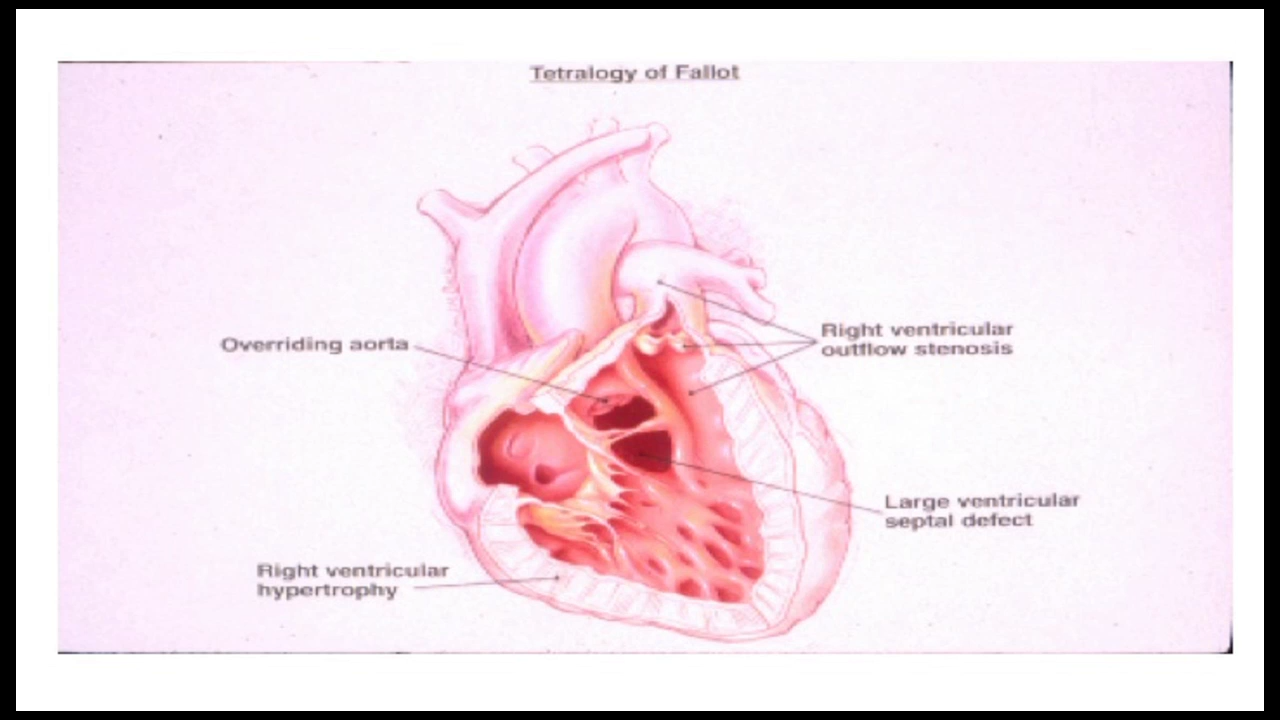 Tetralogy of Fallot
Overriding aorta
Right ventricular
outflow stenosis
Large ventricular
septal defect
Right ventricular
hypertrophy